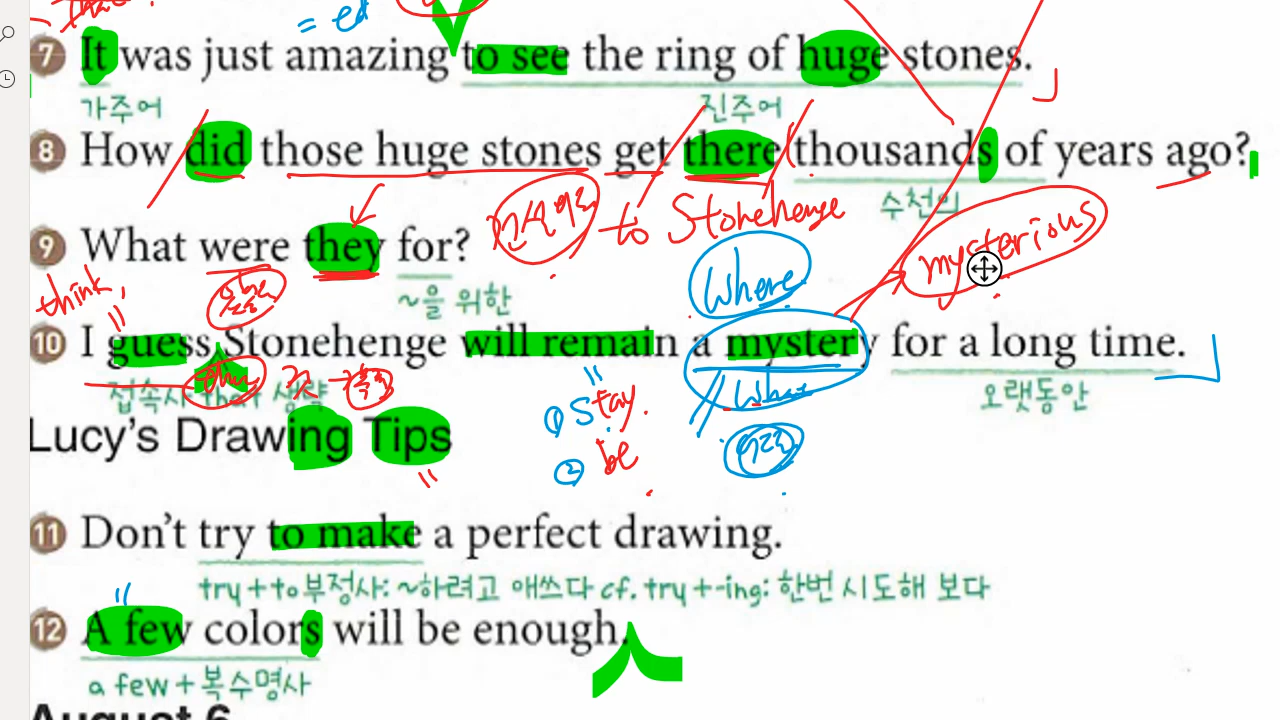 = ed
7 It was just amazing to see the ring of huge stones.
가주어 진주어
8 How did those huge stones get there thousands of years ago?
수천의
to Stonehenge
mysterious
9 What were they for?
~을 위한
think
Where
10 I guess Stonehenge will remain a mystery for a long time.
접속사 that 생략
오랫동안
What
① Stay.
② be
Lucy's Drawing Tips
11 Don't try to make a perfect drawing.
try+to부정사: ~하려고 애쓰다 cf. try+-ing: 한번 시도해 보다
12 A few colors will be enough.
a few+복수명사
August 6